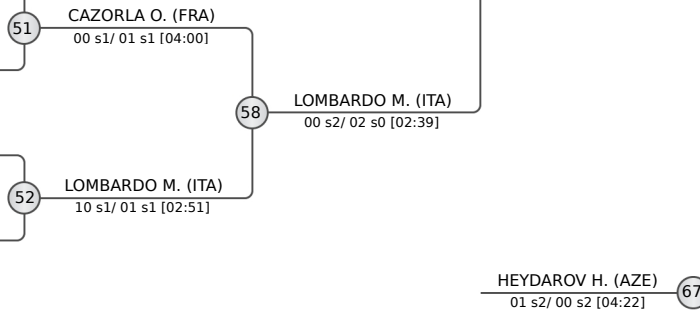 51
CAZORLA O. (FRA)
00 s1/ 01 s1 [04:00]
58
LOMBARDO M. (ITA)
00 s2/ 02 s0 [02:39]
52
LOMBARDO M. (ITA)
10 s1/ 01 s1 [02:51]
HEYDAROV H. (AZE)
01 s2/ 00 s2 [04:22]
67